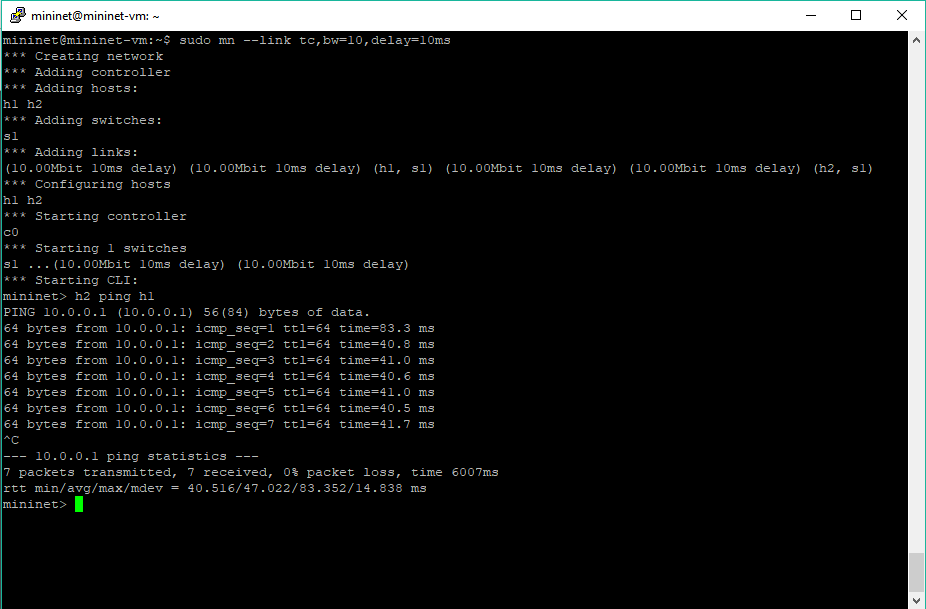 mininet@mininet-vm: ~
mininet@mininet-vm:~$ sudo mn --link tc,bw=10,delay=10ms
*** Creating network
*** Adding controller
*** Adding hosts:
h1 h2
*** Adding switches:
s1
*** Adding links:
(10.00Mbit 10ms delay) (10.00Mbit 10ms delay) (h1, s1) (10.00Mbit 10ms delay) (10.00Mbit 10ms delay) (h2, s1)
*** Configuring hosts
h1 h2
*** Starting controller
c0
*** Starting 1 switches
s1 ...(10.00Mbit 10ms delay) (10.00Mbit 10ms delay)
*** Starting CLI:
mininet> h2 ping h1
PING 10.0.0.1 (10.0.0.1) 56(84) bytes of data.
64 bytes from 10.0.0.1: icmp_seq=1 ttl=64 time=83.3 ms
64 bytes from 10.0.0.1: icmp_seq=2 ttl=64 time=40.8 ms
64 bytes from 10.0.0.1: icmp_seq=3 ttl=64 time=41.0 ms
64 bytes from 10.0.0.1: icmp_seq=4 ttl=64 time=40.6 ms
64 bytes from 10.0.0.1: icmp_seq=5 ttl=64 time=41.0 ms
64 bytes from 10.0.0.1: icmp_seq=6 ttl=64 time=40.5 ms
64 bytes from 10.0.0.1: icmp_seq=7 ttl=64 time=41.7 ms
^C
--- 10.0.0.1 ping statistics ---
7 packets transmitted, 7 received, 0% packet loss, time 6007ms
rtt min/avg/max/mdev = 40.516/47.022/83.352/14.838 ms
mininet>